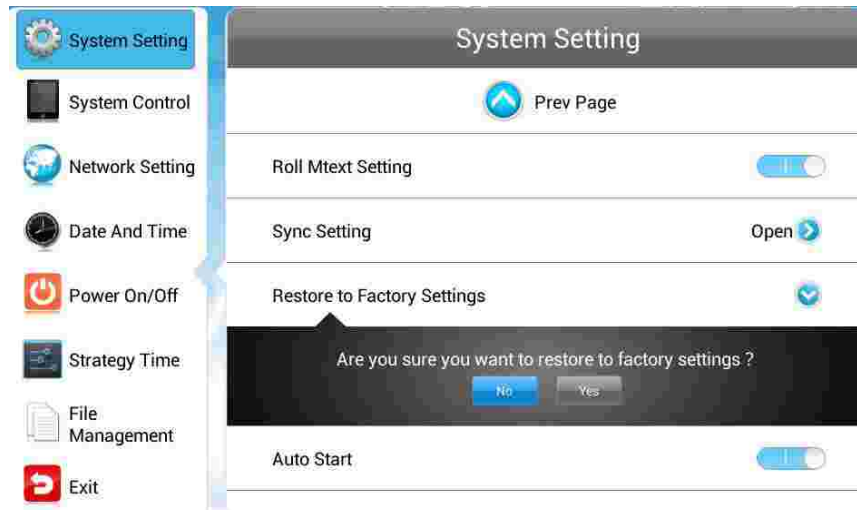 System Setting
System Control
Network Setting
Date And Time
Power On/Off
Strategy Time
File
Management
Exit
System Setting
Prev Page
Roll Mtext Setting
Sync Setting
Open
Restore to Factory Settings
Are you sure you want to restore to factory settings ?
No
Yes
Auto Start